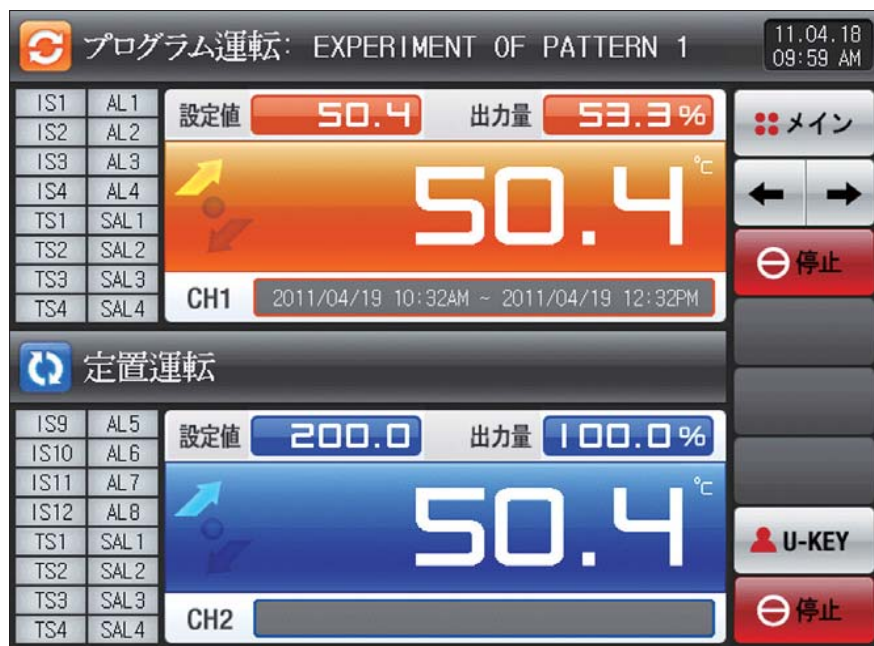 プログラム運転: EXPERIMENT OF PATTERN 1
11.04.18
09:59 AM
IS1 AL1
IS2 AL2
IS3 AL3
IS4 AL4
TS1 SAL1
TS2 SAL2
TS3 SAL3
TS4 SAL4
設定値 50.4 出力量 53.3%
50.4 ℃
CH1 2011/04/19 10:32AM ~ 2011/04/19 12:32PM
メイン
停止
定置運転
IS9 AL5
IS10 AL6
IS11 AL7
IS12 AL8
TS1 SAL1
TS2 SAL2
TS3 SAL3
TS4 SAL4
設定値 200.0 出力量 100.0%
50.4 ℃
CH2
U-KEY
停止